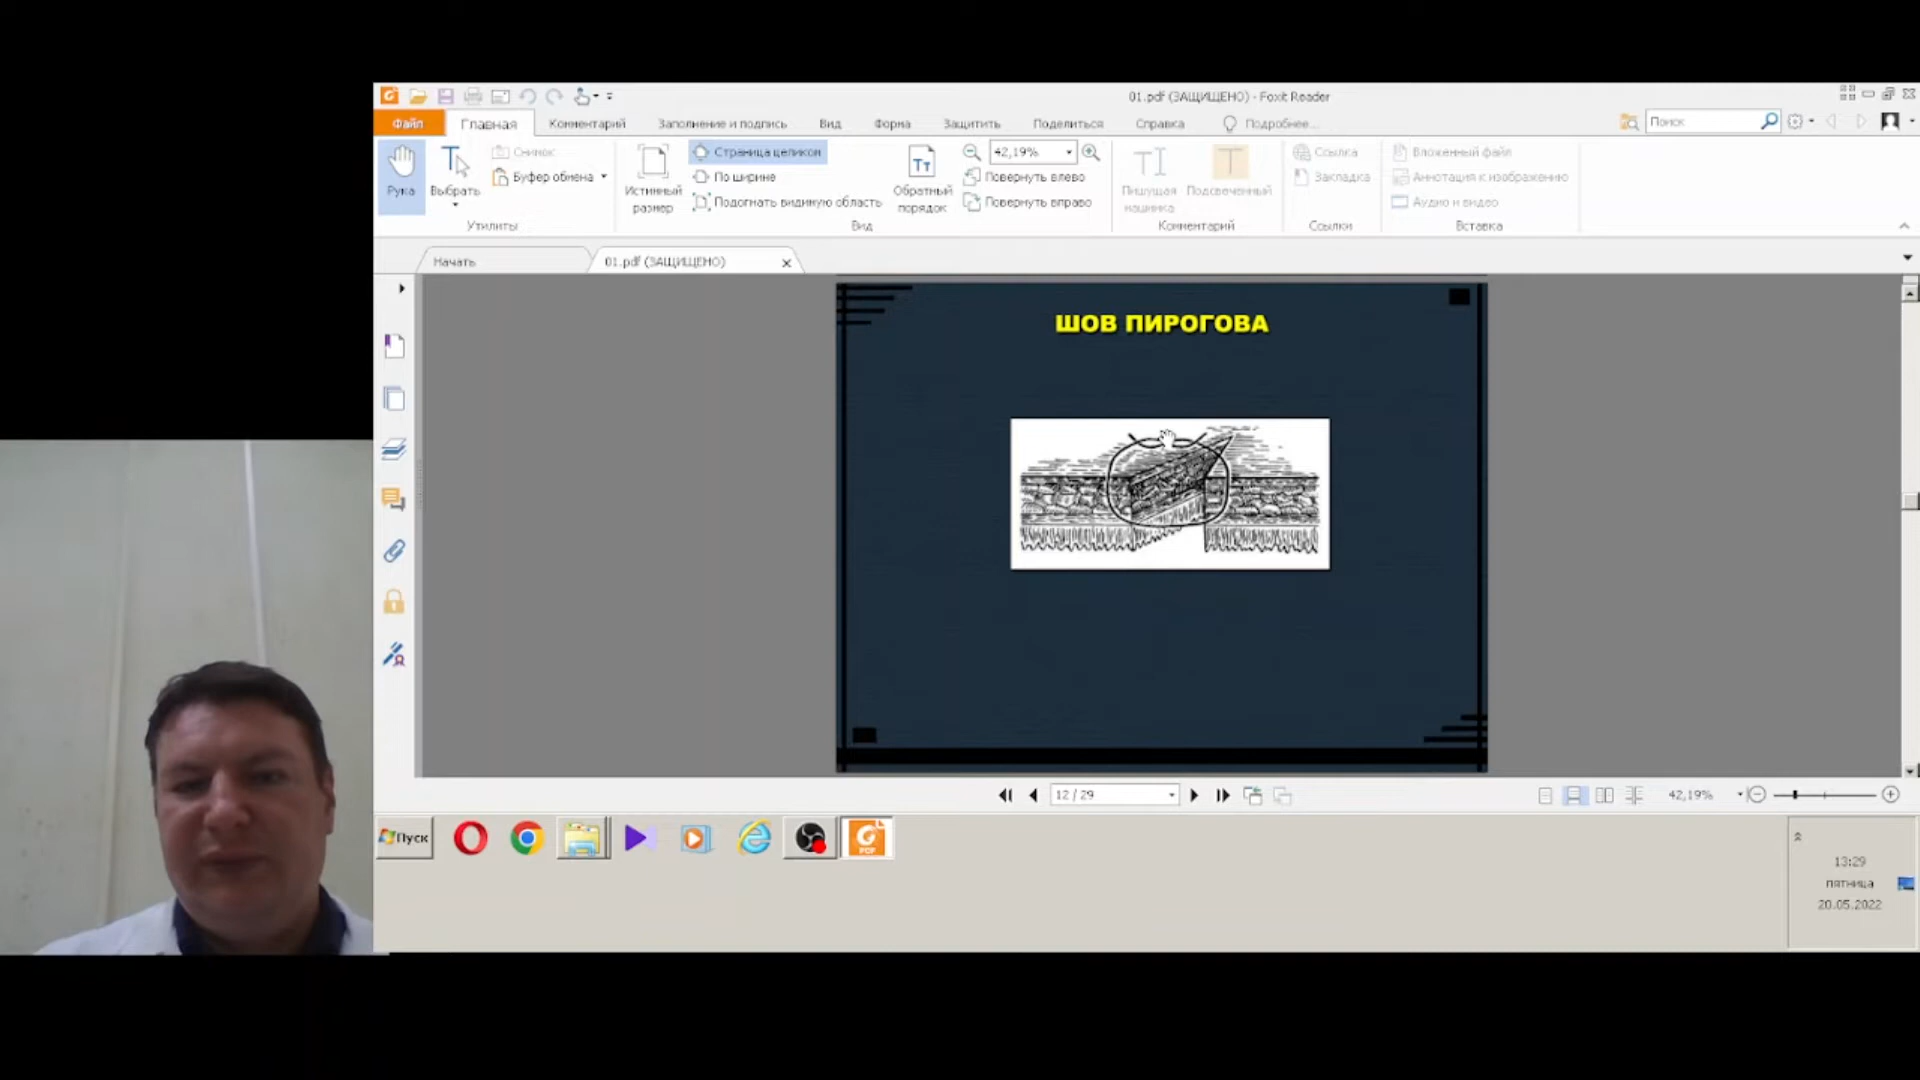 01.pdf (ЗАЩИЩЕНО) - Foxit Reader
Файл Главная Комментарий Заполнение и подпись Вид Форма Защитить Поделиться Справка Подробнее... Поиск
Рука
Выбрать
Снимок
Буфер обмена
Утилиты
Истинный
размер
Страница целиком
По ширине
Подогнать видимую область
Обратный
порядок
42,19%
Повернуть влево
Повернуть вправо
Вид
Пишущая
машинка
Подсвеченный
Комментарий
Ссылка
Закладка
Ссылки
Вложенный файл
Аннотация к изображению
Аудио и видео
Вставка
Начать
01.pdf (ЗАЩИЩЕНО)
ШОВ ПИРОГОВА
12 / 29
42,19%
Пуск
PDF
13:29
пятница
20.05.2022